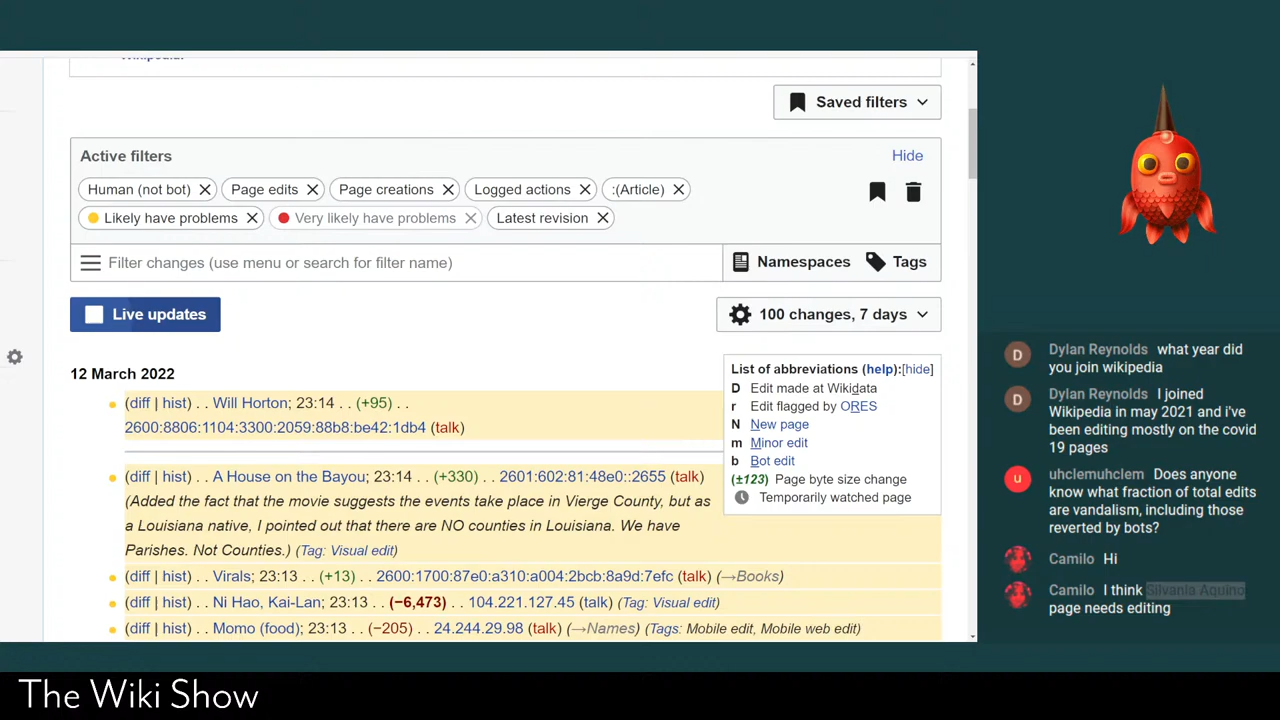 Wikipedia.
Saved filters
Active filters
Hide
Human (not bot)
Page edits
Page creations
Logged actions
:(Article)
Likely have problems
Very likely have problems
Latest revision
Filter changes (use menu or search for filter name)
Namespaces
Tags
Live updates
100 changes, 7 days
12 March 2022
(diff | hist) . . Will Horton; 23:14 . . (+95) . .
2600:8806:1104:3300:2059:88b8:be42:1db4 (talk)
(diff | hist) . . A House on the Bayou; 23:14 . . (+330) . . 2601:602:81:48e0::2655 (talk)
(Added the fact that the movie suggests the events take place in Vierge County, but as
a Louisiana native, I pointed out that there are NO counties in Louisiana. We have
Parishes. Not Counties.) (Tag: Visual edit)
(diff | hist) . . Virals; 23:13 . . (+13) . . 2600:1700:87e0:a310:a004:2bcb:8a9d:7efc (talk) (→Books)
(diff | hist) . . Ni Hao, Kai-Lan; 23:13 . . (−6,473) . . 104.221.127.45 (talk) (Tag: Visual edit)
(diff | hist) . . Momo (food); 23:13 . . (−205) . . 24.244.29.98 (talk) (→Names) (Tags: Mobile edit, Mobile web edit)
List of abbreviations (help):[hide]
D Edit made at Wikidata
r Edit flagged by ORES
N New page
m Minor edit
b Bot edit
(±123) Page byte size change
Temporarily watched page
D
Dylan Reynolds what year did
you join wikipedia
D
Dylan Reynolds I joined
Wikipedia in may 2021 and i've
been editing mostly on the covid
19 pages
u
uhclemuhclem Does anyone
know what fraction of total edits
are vandalism, including those
reverted by bots?
Camilo Hi
Camilo I think Silvania Aquino
page needs editing
The Wiki Show